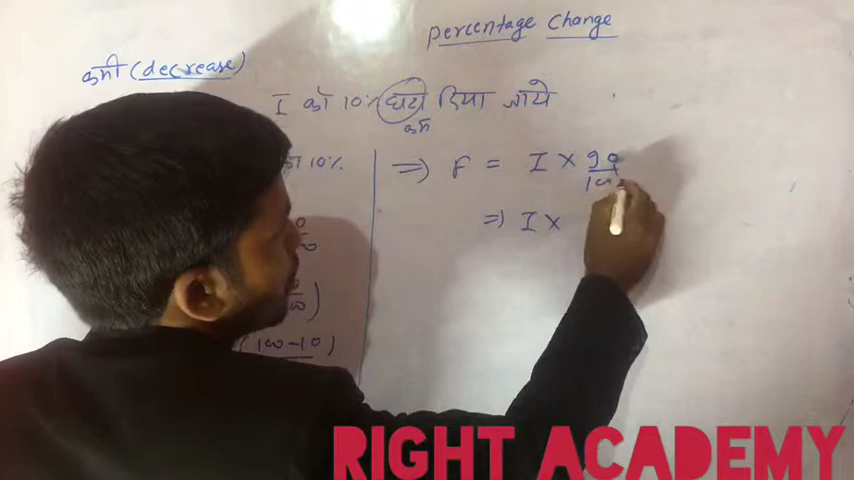 percentage change
कमी (decrease)
I को 10% घटा दिया जाये
कम
का 10%
=> F = I × 90/100
=> I ×
(100-10)
RIGHT ACADEMY